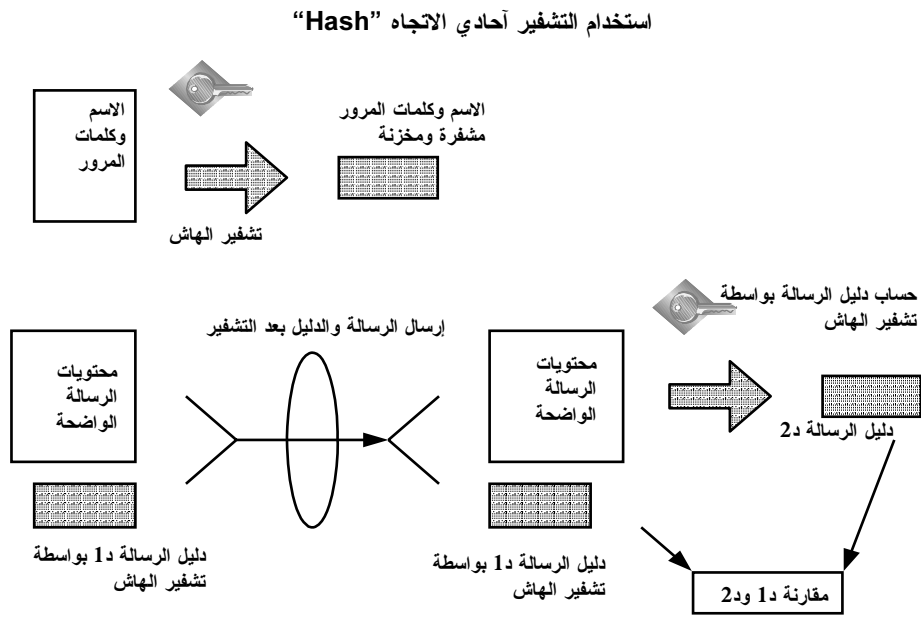 استخدام التشفير آحادي الاتجاه “Hash”
الاسم
وكلمات
المرور
تشفير الهاش
الاسم وكلمات المرور
مشفرة ومخزنة
محتويات
الرسالة
الواضحة
دليل الرسالة د1 بواسطة
تشفير الهاش
إرسال الرسالة والدليل بعد التشفير
محتويات
الرسالة
الواضحة
دليل الرسالة د1 بواسطة
تشفير الهاش
حساب دليل الرسالة بواسطة
تشفير الهاش
دليل الرسالة د2
مقارنة د1 ود2